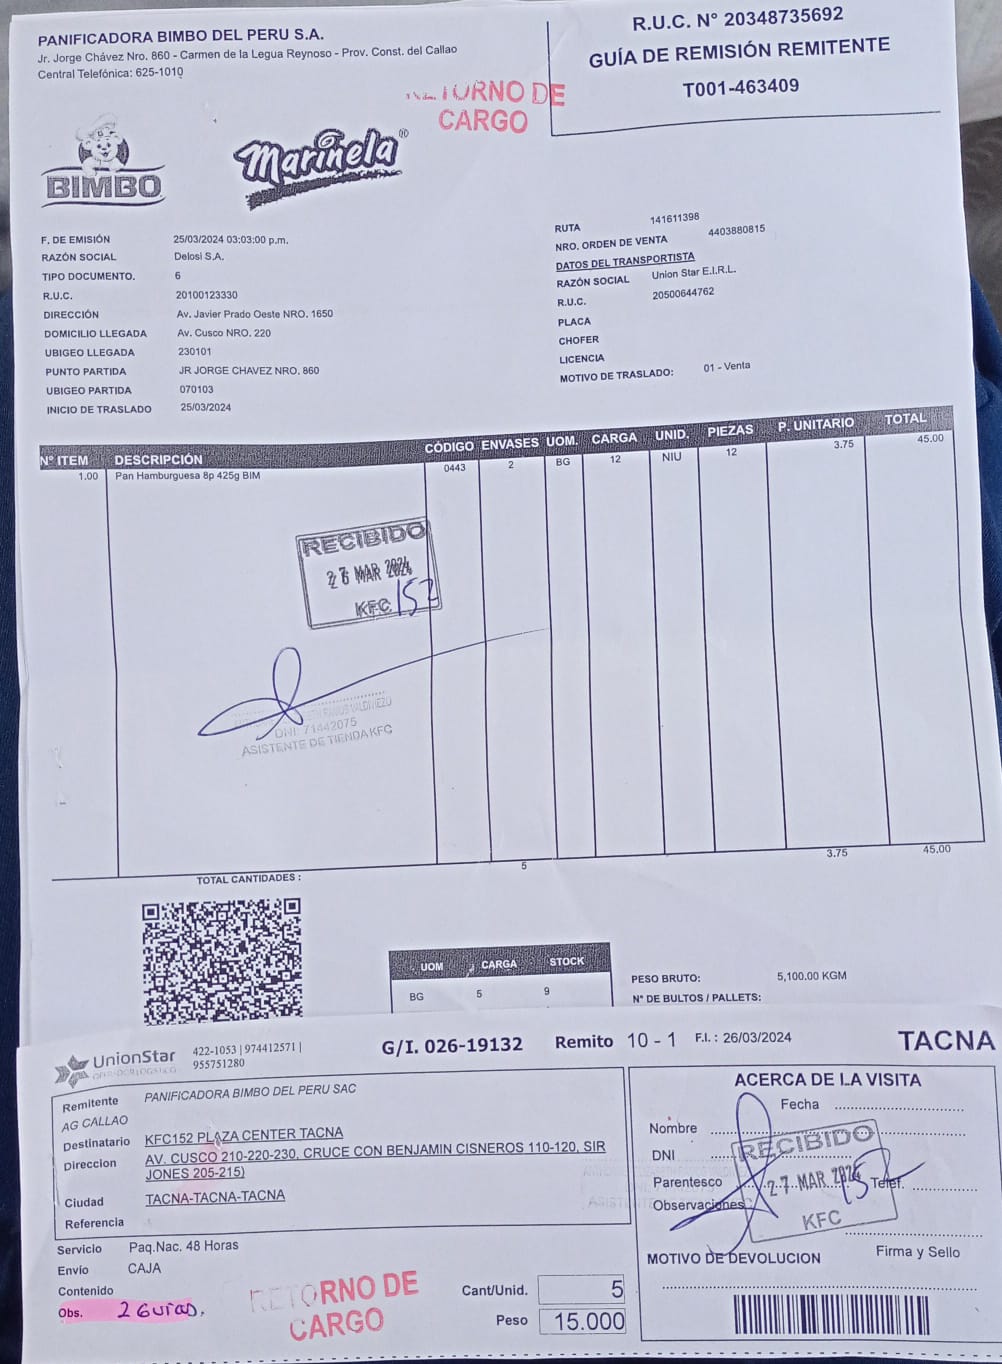 PANIFICADORA BIMBO DEL PERU S.A.
Jr. Jorge Chávez Nro. 860 - Carmen de la Legua Reynoso - Prov. Const. del Callao
Central Telefónica: 625-1010
R.U.C. N° 20348735692
GUÍA DE REMISIÓN REMITENTE
T001-463409
DE
CARGO
BIMBO
Marinela®
F. DE EMISIÓN 25/03/2024 03:03:00 p.m.
RAZÓN SOCIAL Delosi S.A.
TIPO DOCUMENTO. 6
R.U.C. 20100123330
DIRECCIÓN Av. Javier Prado Oeste NRO. 1650
DOMICILIO LLEGADA Av. Cusco NRO. 220
UBIGEO LLEGADA 230101
PUNTO PARTIDA JR JORGE CHAVEZ NRO. 860
UBIGEO PARTIDA 070103
INICIO DE TRASLADO 25/03/2024
RUTA 141611398
NRO. ORDEN DE VENTA 4403880815
DATOS DEL TRANSPORTISTA
RAZÓN SOCIAL Union Star E.I.R.L.
R.U.C. 20500644762
PLACA
CHOFER
LICENCIA
MOTIVO DE TRASLADO: 01 - Venta
N° ITEM DESCRIPCIÓN CÓDIGO ENVASES UOM. CARGA UNID. PIEZAS P. UNITARIO TOTAL
1.00 Pan Hamburguesa 8p 425g BIM 0443 2 BG 12 NIU 12 3.75 45.00
RECIBIDO
MAR 2024
KFC 152
VALDIVIEZO
DNI: 71442075
ASISTENTE DE TIENDA KFC
TOTAL CANTIDADES : 5 3.75 45.00
UOM CARGA STOCK
BG 5 9
PESO BRUTO: 5,100.00 KGM
N° DE BULTOS / PALLETS:
UnionStar
OPERADOR LOGISTICO
422-1053 | 974412571 |
955751280
G/I. 026-19132 Remito 10 - 1 F.I. : 26/03/2024 TACNA
Remitente PANIFICADORA BIMBO DEL PERU SAC
AG CALLAO
Destinatario KFC152 PLAZA CENTER TACNA
Direccion AV. CUSCO 210-220-230, CRUCE CON BENJAMIN CISNEROS 110-120, SIR
JONES 205-215)
Ciudad TACNA-TACNA-TACNA
Referencia
Servicio Paq.Nac. 48 Horas
Envio CAJA
Contenido
Obs. 2 Guias.
RETORNO DE
CARGO
Cant/Unid. 5
Peso 15.000
ACERCA DE LA VISITA
Fecha
Nombre
DNI
Parentesco
Telef.
Observaciones
RECIBIDO
27 MAR 2024
152
KFC
MOTIVO DE DEVOLUCION
Firma y Sello